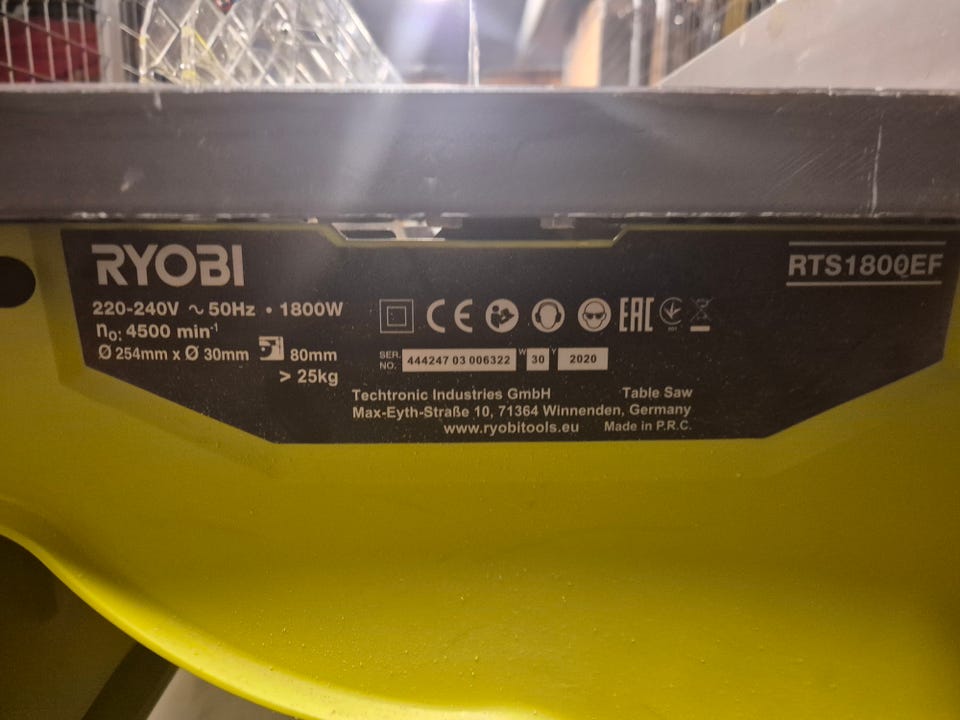 RYOBI
RTS1800EF
220-240V ~ 50Hz • 1800W
n₀: 4500 min⁻¹
Ø 254mm x Ø 30mm 80mm
> 25kg
CE EAC
SER. NO. 444247 03 006322 W 30 Y 2020
Techtronic Industries GmbH Table Saw
Max-Eyth-Straße 10, 71364 Winnenden, Germany
www.ryobitools.eu Made in P.R.C.